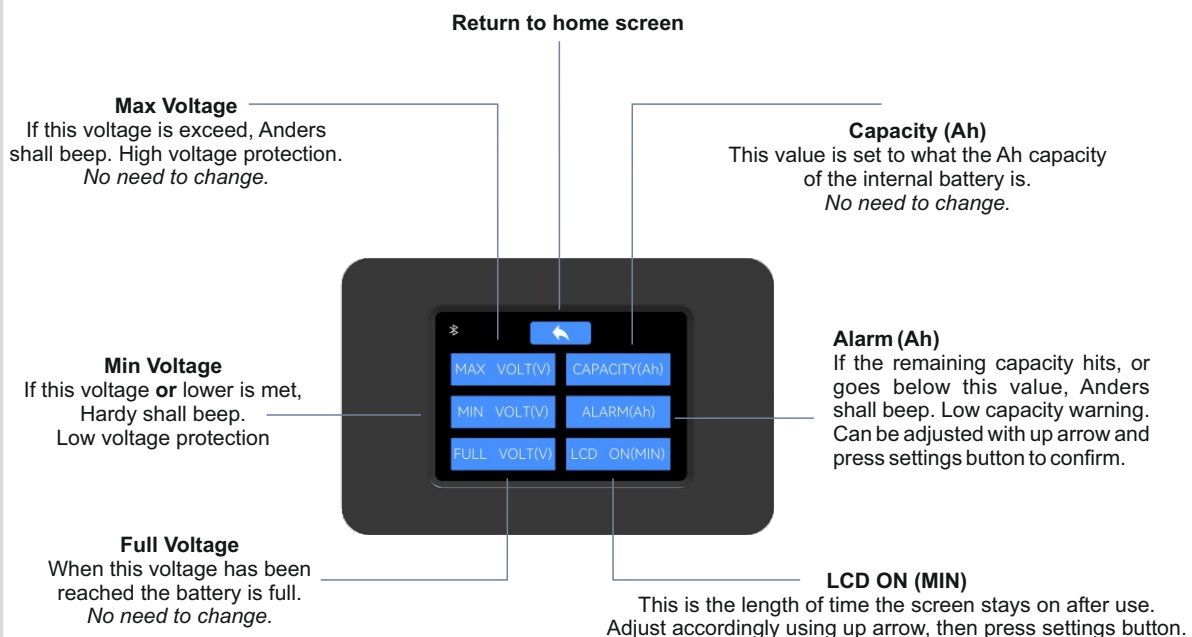 Return to home screen
Max Voltage
If this voltage is exceed, Anders
shall beep. High voltage protection.
No need to change.
Capacity (Ah)
This value is set to what the Ah capacity
of the internal battery is.
No need to change.
MAX VOLT(V)
CAPACITY(Ah)
MIN VOLT(V)
ALARM(Ah)
FULL VOLT(V)
LCD ON(MIN)
Min Voltage
If this voltage or lower is met,
Hardy shall beep.
Low voltage protection
Alarm (Ah)
If the remaining capacity hits, or
goes below this value, Anders
shall beep. Low capacity warning.
Can be adjusted with up arrow and
press settings button to confirm.
Full Voltage
When this voltage has been
reached the battery is full.
No need to change.
LCD ON (MIN)
This is the length of time the screen stays on after use.
Adjust accordingly using up arrow, then press settings button.